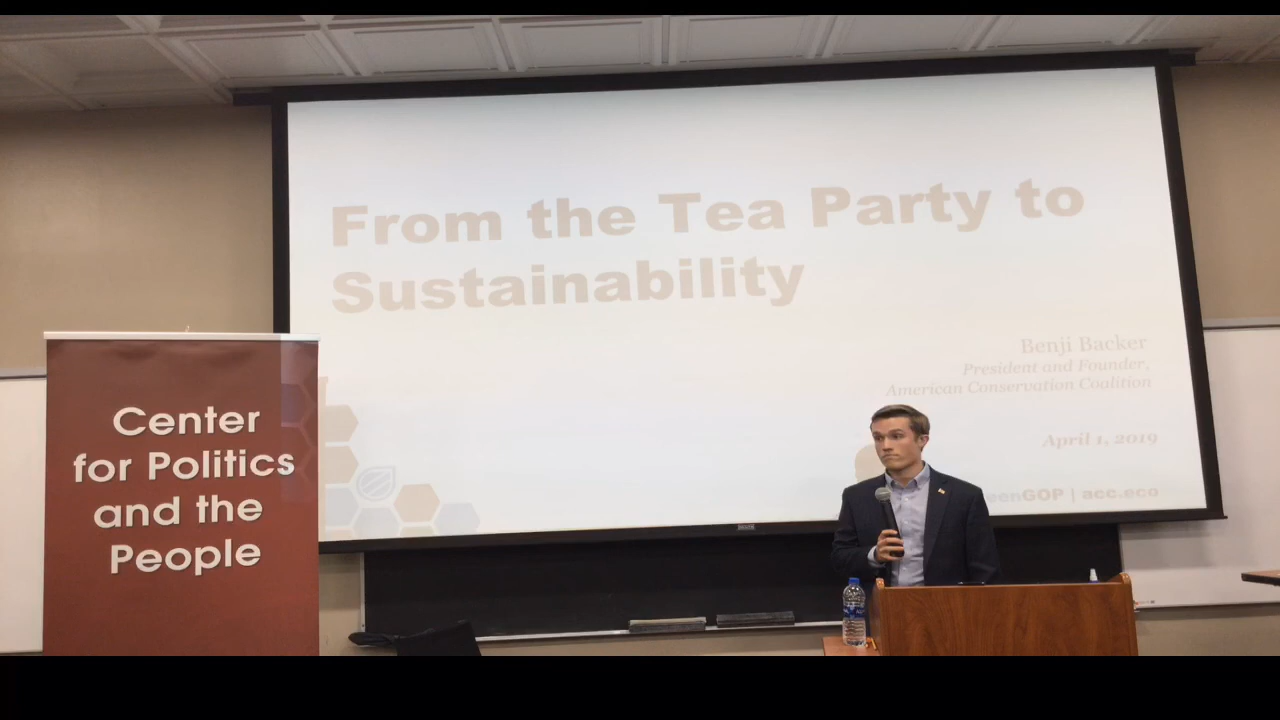 From the Tea Party to
Sustainability
Benji Backer
President and Founder,
American Conservation Coalition
April 1, 2019
eenGOP | acc.eco
Center
for Politics
and the
People